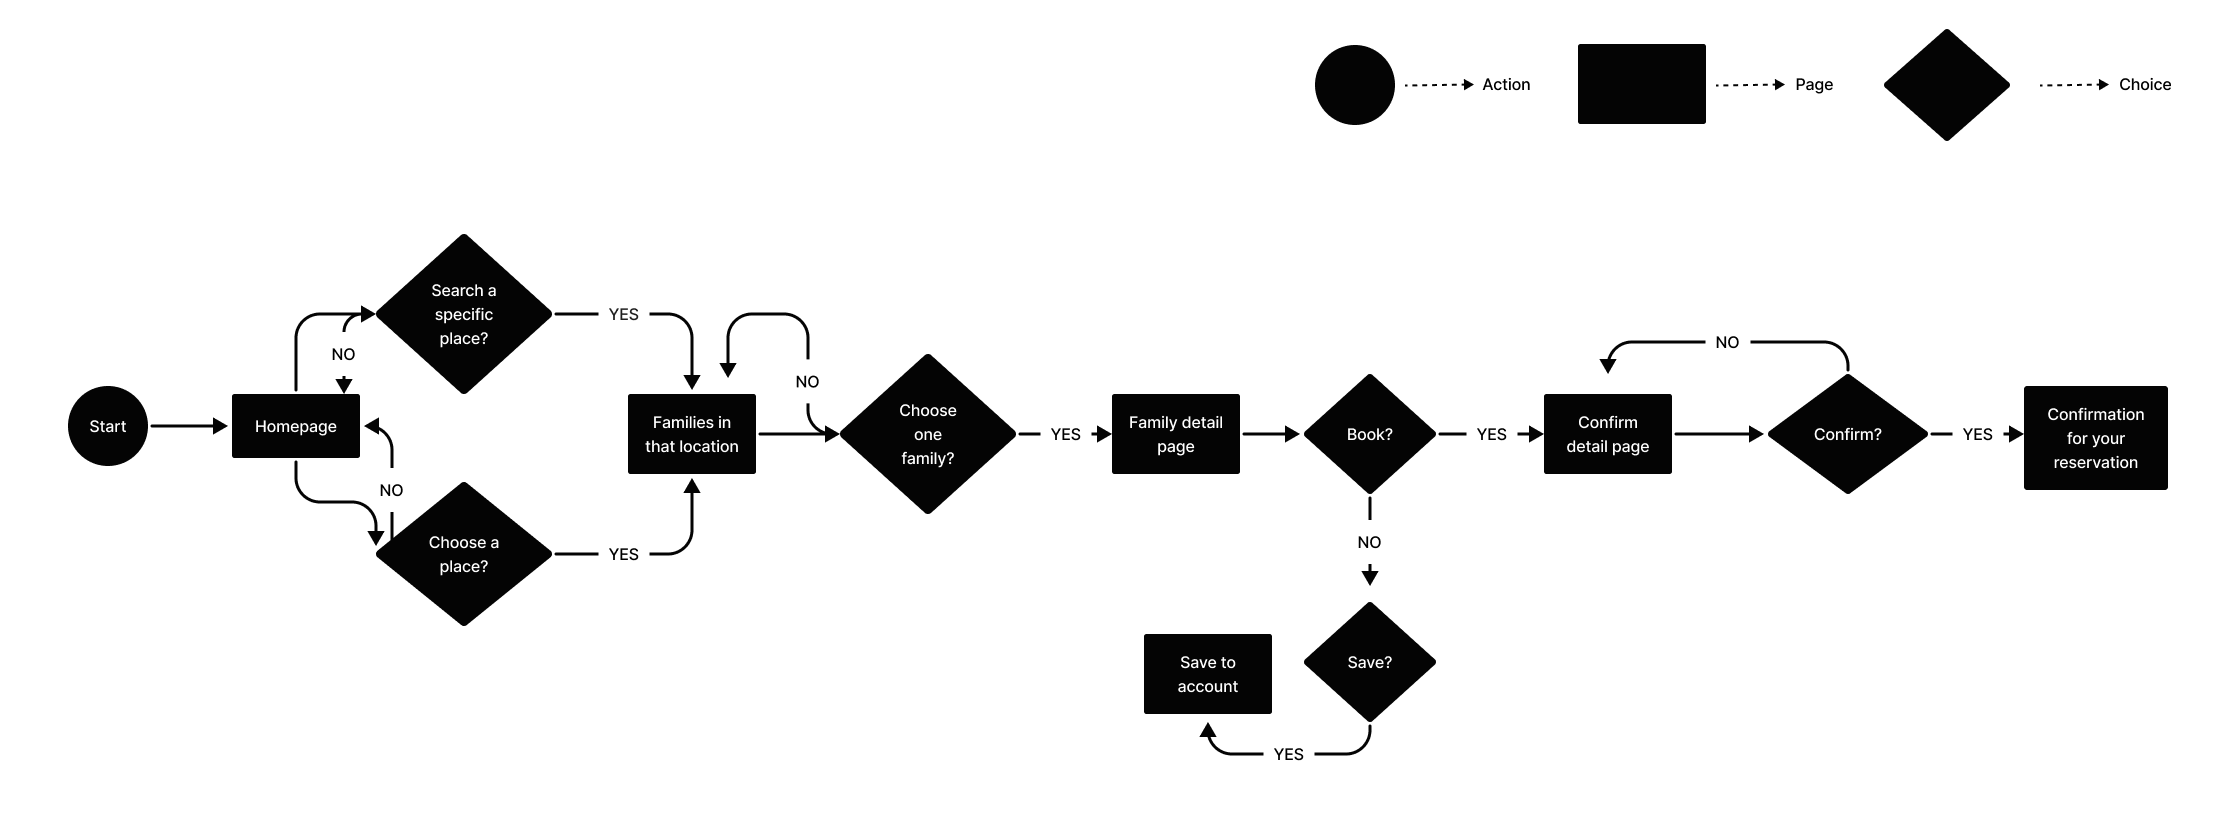 Action
Page
Choice
Search a
specific
place?
YES
NO
NO
NO
Start
Homepage
Families in
that location
Choose
one
family?
YES
Family detail
page
Book?
YES
Confirm
detail page
Confirm?
YES
Confirmation
for your
reservation
NO
Choose a
place?
YES
NO
Save to
account
Save?
YES